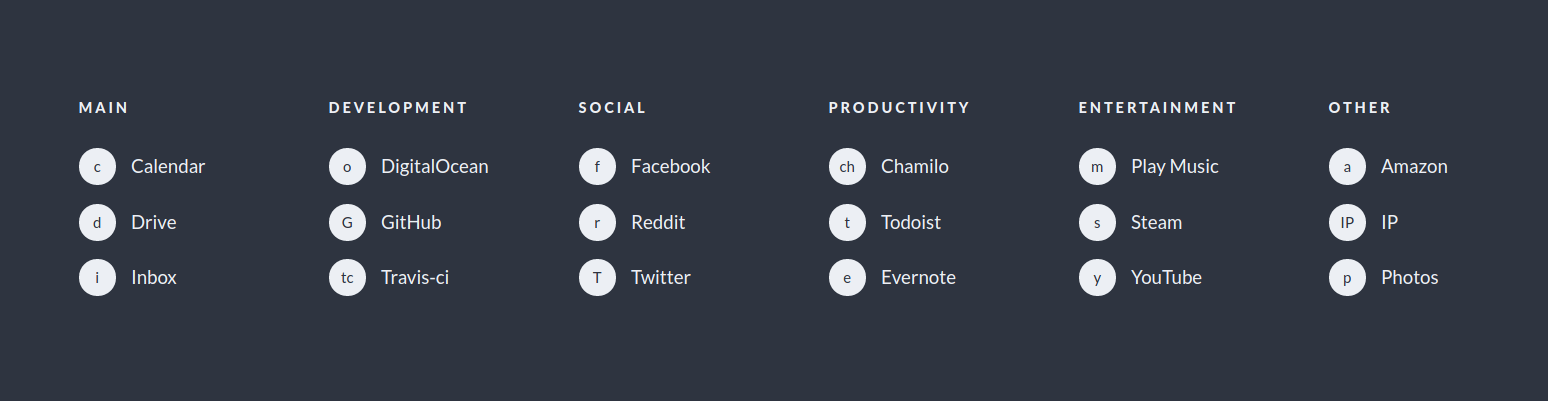 MAIN
c Calendar
d Drive
i Inbox
DEVELOPMENT
o DigitalOcean
G GitHub
tc Travis-ci
SOCIAL
f Facebook
r Reddit
T Twitter
PRODUCTIVITY
ch Chamilo
t Todoist
e Evernote
ENTERTAINMENT
m Play Music
s Steam
y YouTube
OTHER
a Amazon
IP IP
p Photos